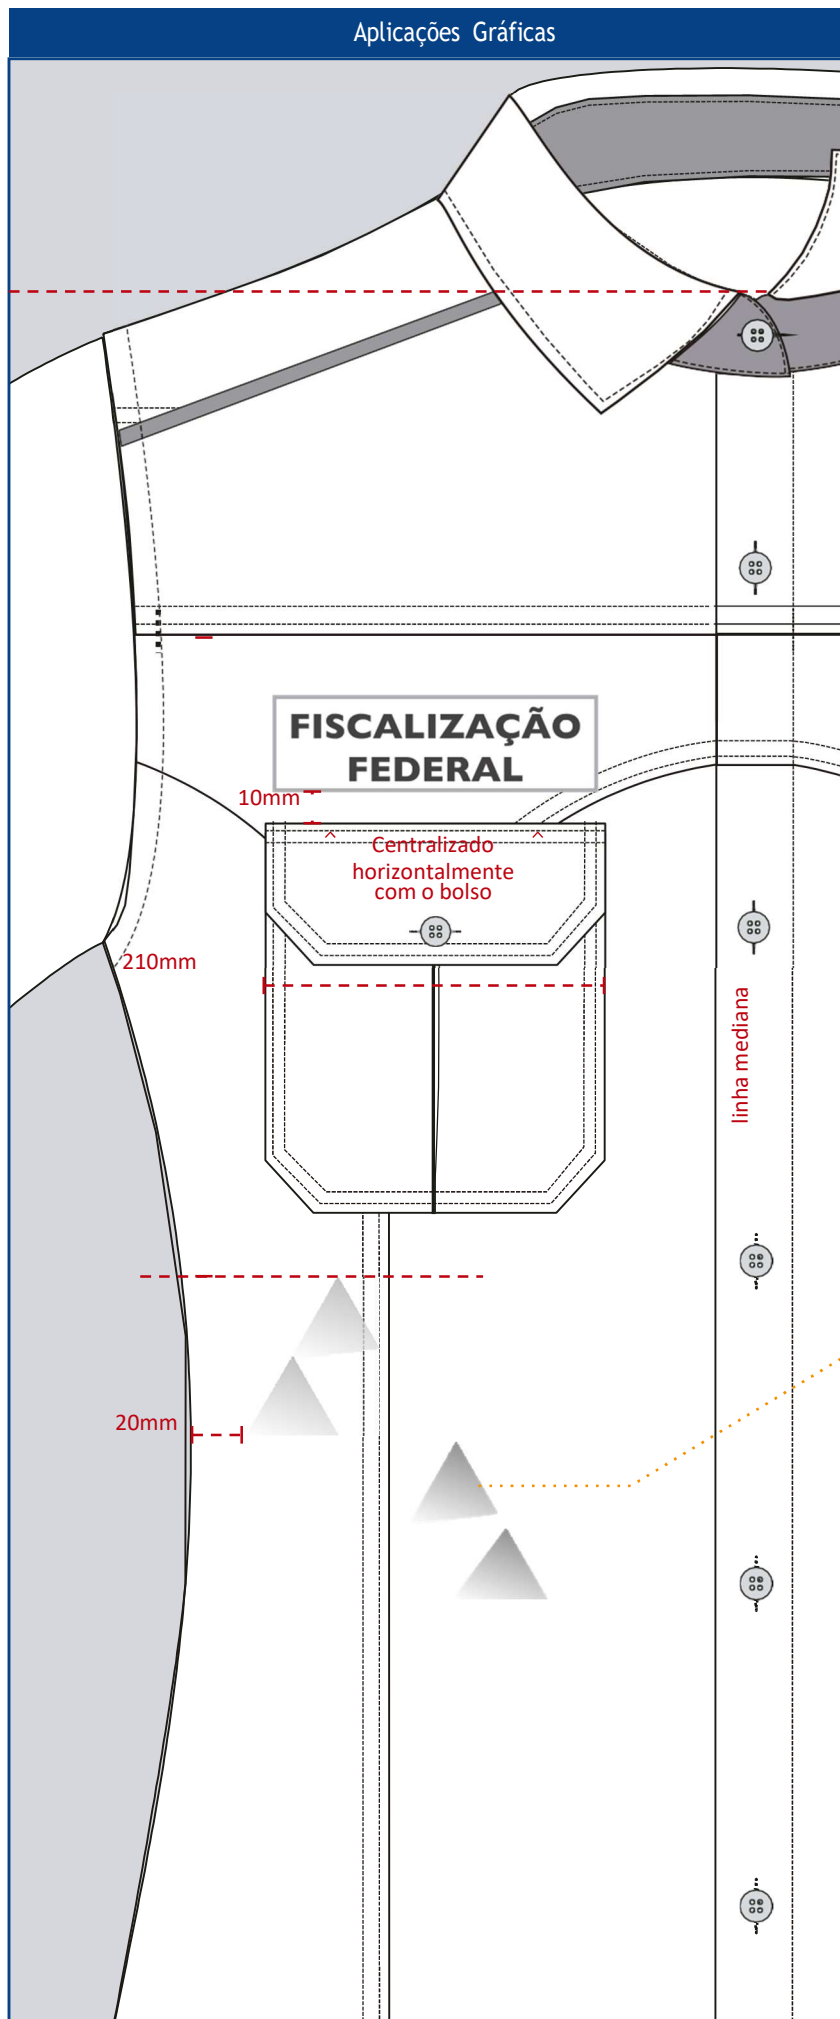 Aplicações Gráficas
FISCALIZAÇÃO
FEDERAL
10mm
Centralizado
horizontalmente
com o bolso
210mm
linha mediana
20mm